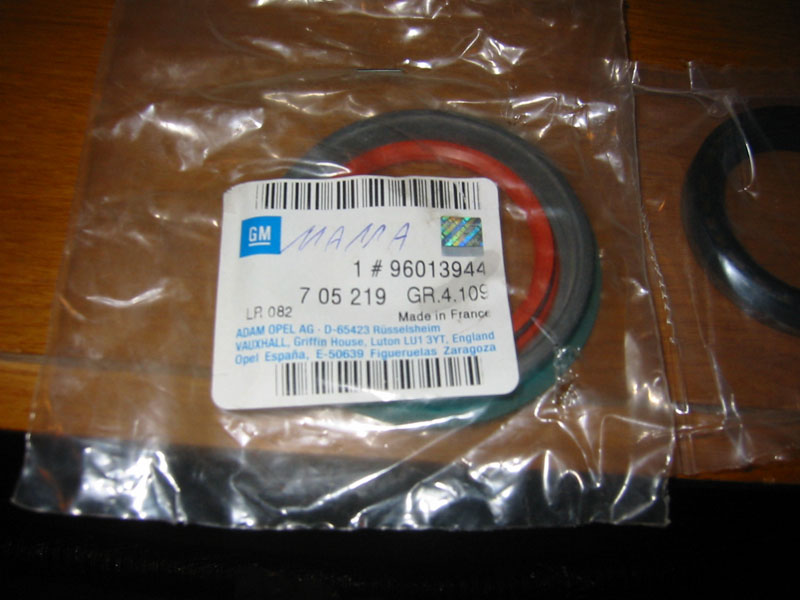 GM MAMA
1 # 96013944
7 05 219 GR.4.109
LP. 082 Made in France
ADAM OPEL AG - D-65423 Rüsselsheim
VAUXHALL, Griffin House, Luton LU1 3YT, England
Opel España, E-50639 Figueruelas Zaragoza